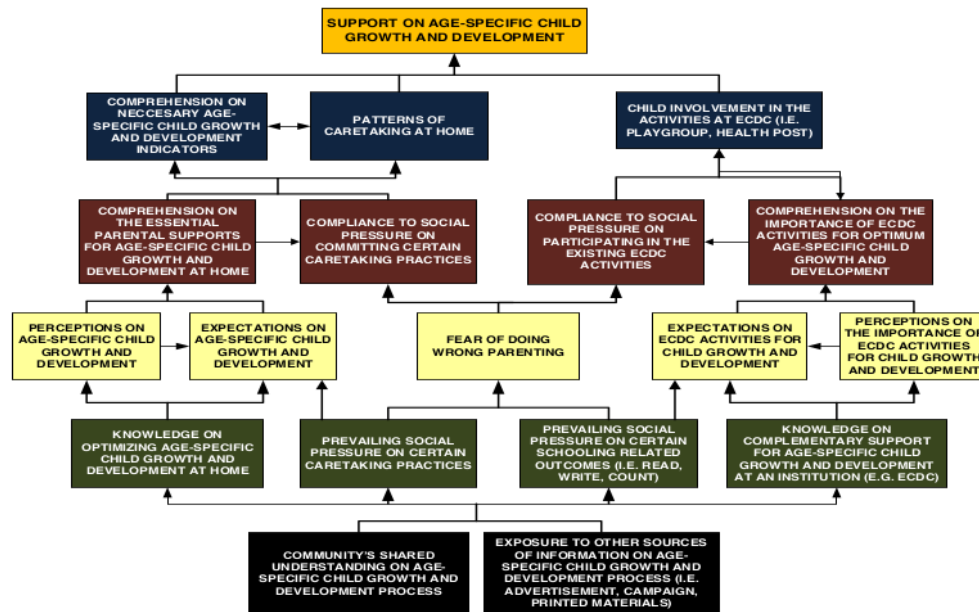 SUPPORT ON AGE-SPECIFIC CHILD
GROWTH AND DEVELOPMENT
COMPREHENSION ON
NECCESARY AGE-
SPECIFIC CHILD GROWTH
AND DEVELOPMENT
INDICATORS
PATTERNS OF
CARETAKING AT HOME
CHILD INVOLVEMENT IN THE
ACTIVITIES AT ECDC (I.E.
PLAYGROUP, HEALTH POST)
COMPREHENSION ON
THE ESSENTIAL
PARENTAL SUPPORTS
FOR AGE-SPECIFIC CHILD
GROWTH AND
DEVELOPMENT AT HOME
COMPLIANCE TO SOCIAL
PRESSURE ON
COMMITTING CERTAIN
CARETAKING PRACTICES
COMPLIANCE TO SOCIAL
PRESSURE ON
PARTICIPATING IN THE
EXISTING ECDC
ACTIVITIES
COMPREHENSION ON THE
IMPORTANCE OF ECDC
ACTIVITIES FOR OPTIMUM
AGE-SPECIFIC CHILD
GROWTH AND
DEVELOPMENT
PERCEPTIONS ON
AGE-SPECIFIC CHILD
GROWTH AND
DEVELOPMENT
EXPECTATIONS ON
AGE-SPECIFIC CHILD
GROWTH AND
DEVELOPMENT
FEAR OF DOING
WRONG PARENTING
EXPECTATIONS ON
ECDC ACTIVITIES FOR
CHILD GROWTH AND
DEVELOPMENT
PERCEPTIONS ON
THE IMPORTANCE OF
ECDC ACTIVITIES
FOR CHILD GROWTH
AND DEVELOPMENT
KNOWLEDGE ON
OPTIMIZING AGE-SPECIFIC
CHILD GROWTH AND
DEVELOPMENT AT HOME
PREVAILING SOCIAL
PRESSURE ON CERTAIN
CARETAKING PRACTICES
PREVAILING SOCIAL
PRESSURE ON CERTAIN
SCHOOLING RELATED
OUTCOMES (I.E. READ,
WRITE, COUNT)
KNOWLEDGE ON
COMPLEMENTARY SUPPORT
FOR AGE-SPECIFIC CHILD
GROWTH AND DEVELOPMENT
AT AN INSTITUTION (E.G. ECDC)
COMMUNITY'S SHARED
UNDERSTANDING ON AGE-
SPECIFIC CHILD GROWTH AND
DEVELOPMENT PROCESS
EXPOSURE TO OTHER SOURCES
OF INFORMATION ON AGE-
SPECIFIC CHILD GROWTH AND
DEVELOPMENT PROCESS (I.E.
ADVERTISEMENT, CAMPAIGN,
PRINTED MATERIALS)